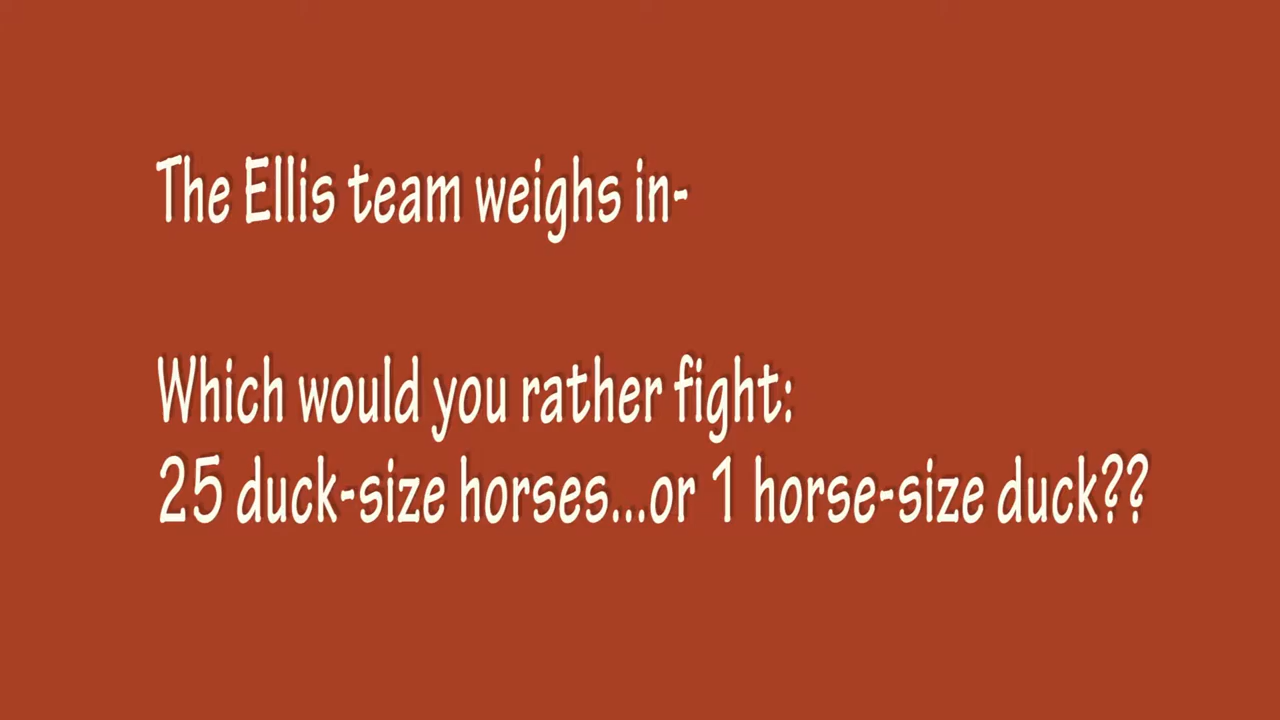 The Ellis team weighs in-
Which would you rather fight:
25 duck-size horses...or 1 horse-size duck??